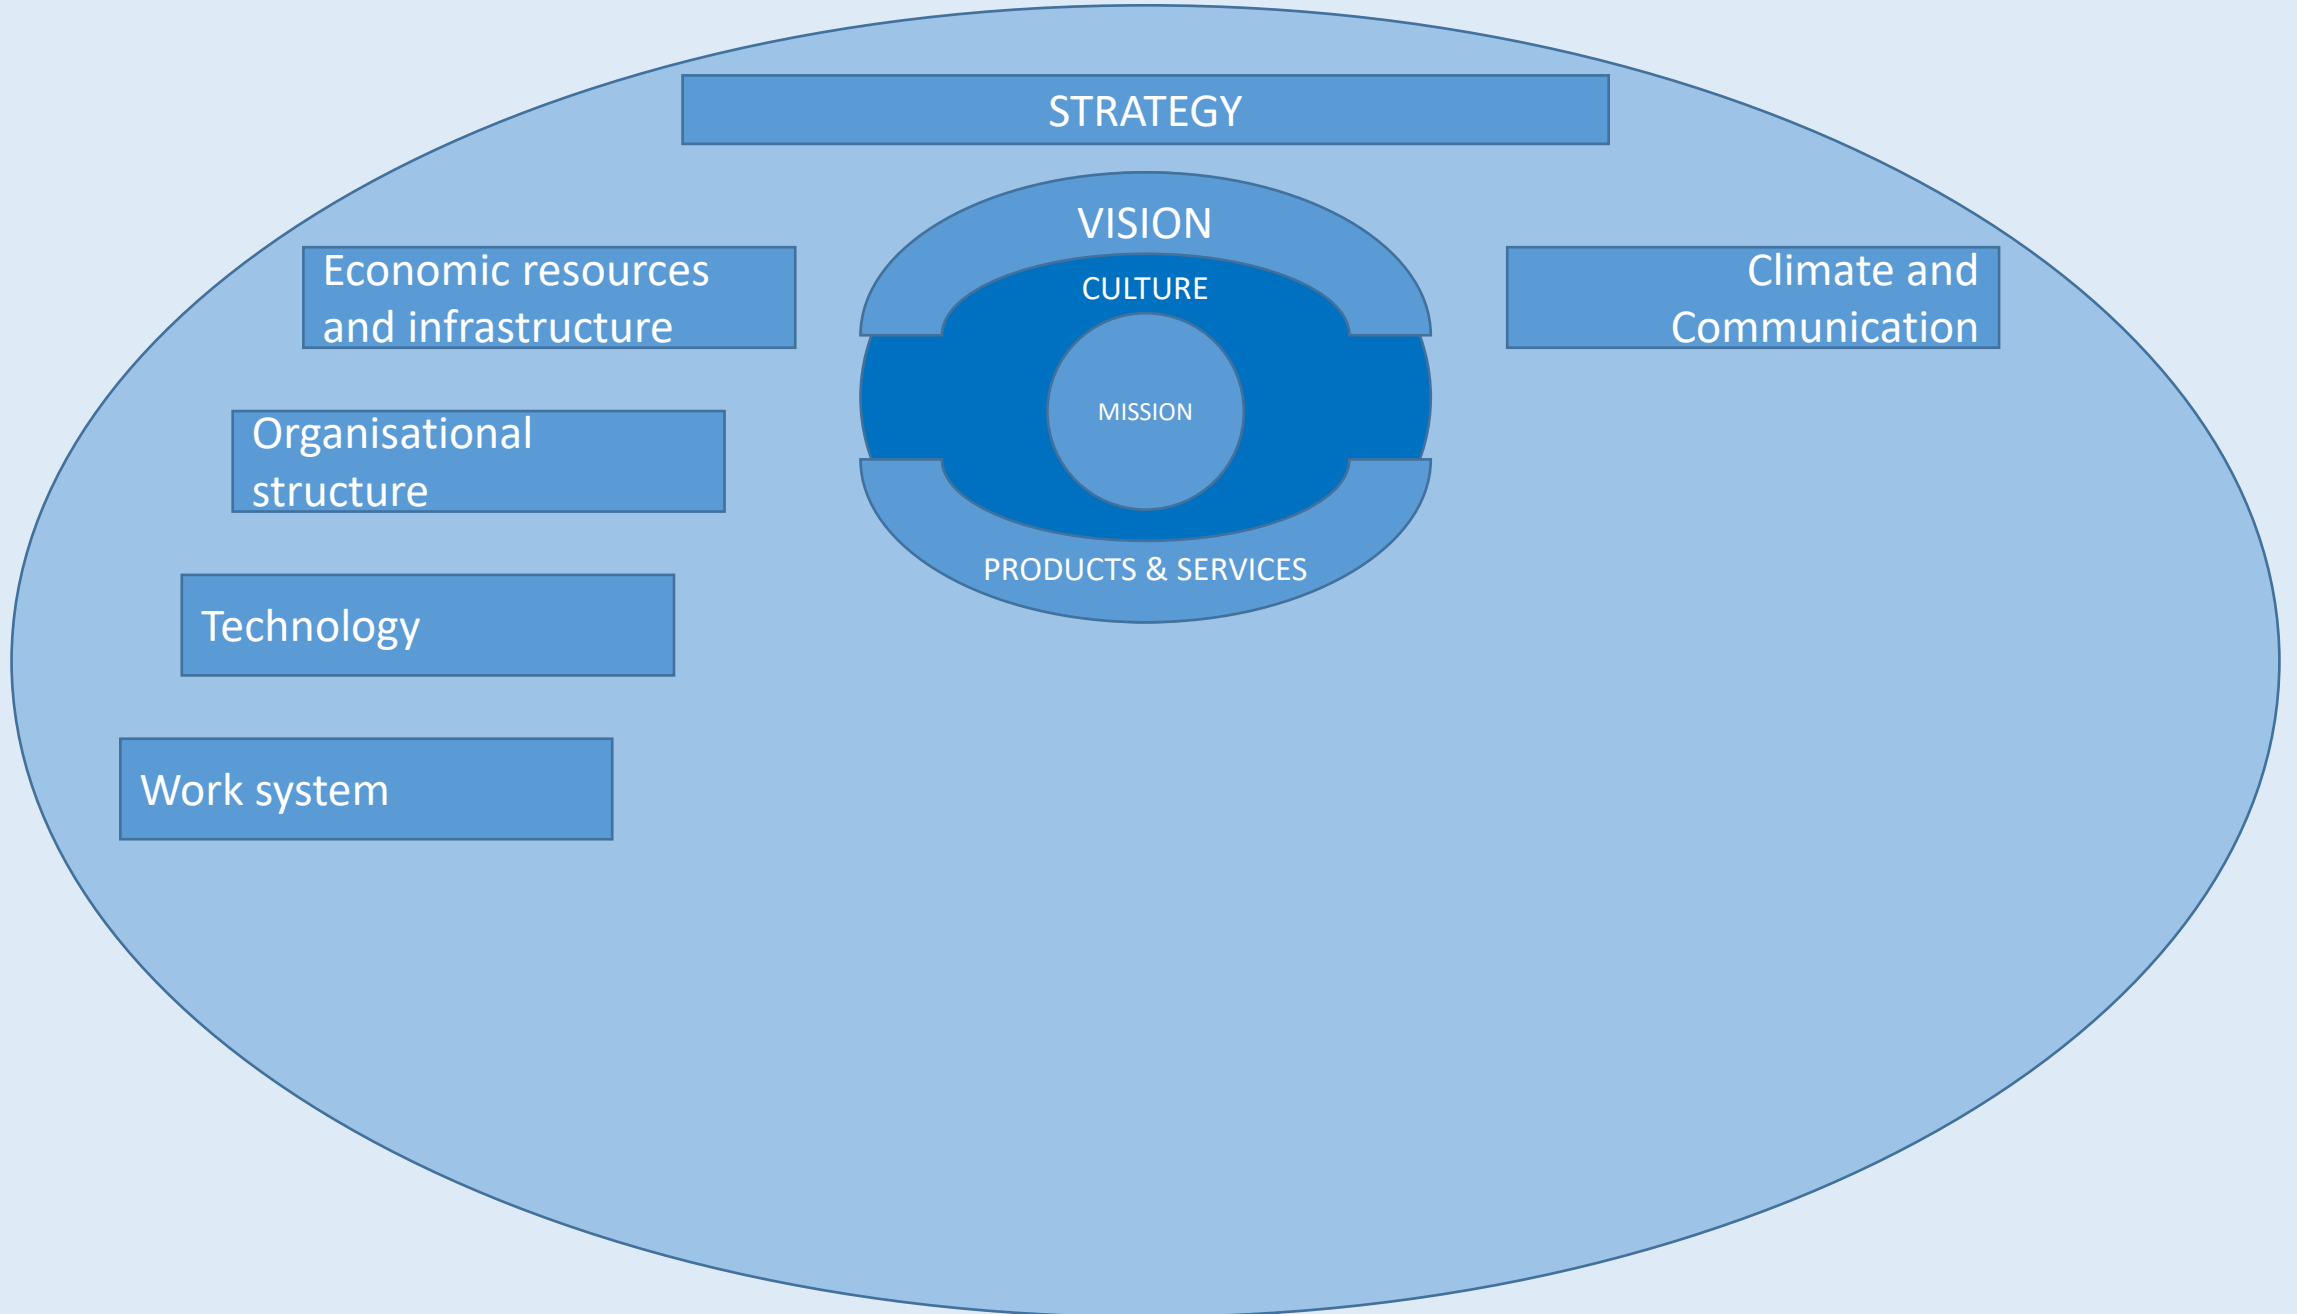 STRATEGY
VISION
Economic resources
and infrastructure
CULTURE
Climate and
Communication
MISSION
Organisational
structure
PRODUCTS & SERVICES
Technology
Work system